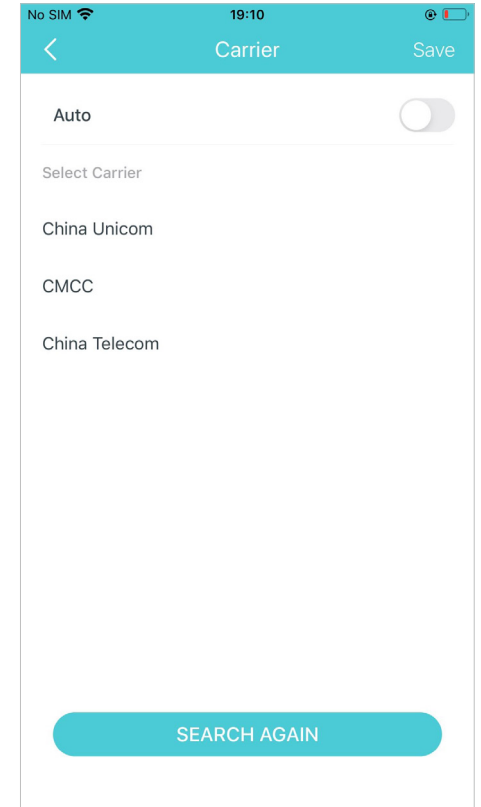 No SIM 19:10
Carrier Save
Auto
Select Carrier
China Unicom
CMCC
China Telecom
SEARCH AGAIN